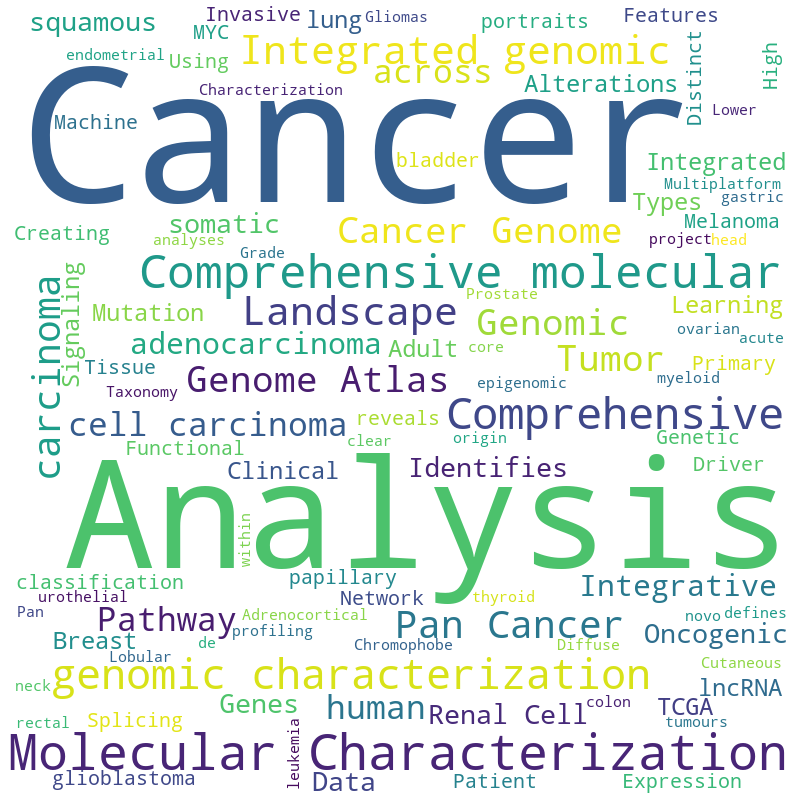 squamous
Invasive
lung
Gliomas
portraits
Features
MYC
endometrial
Using
Integrated genomic
across
Characterization
Alterations
Distinct
High
Machine
Cancer
Lower
bladder
Integrated
Multiplatform
Types
gastric
somatic
Cancer Genome
Melanoma
Creating
analyses
Grade
project
head
Comprehensive molecular
carcinoma
Signaling
Mutation
Landscape
Prostate
Genomic
Learning
ovarian
acute
adenocarcinoma
Adult
core
Tumor
Primary
Tissue
Taxonomy
Genome Atlas
epigenomic
myeloid
cell carcinoma
reveals
Comprehensive
Functional
clear
origin
Genetic
Clinical
Identifies
Driver
Analysis
within
classification
papillary
Integrative
urothelial
Network
thyroid
Pan
Pathway
Adrenocortical
profiling
Pan Cancer
novo
defines
Oncogenic
Breast
de
Chromophobe
Diffuse
Lobular
Cutaneous
neck
genomic characterization
lncRNA
rectal
Splicing
Genes
human
Renal Cell
colon
TCGA
tumours
leukemia
Molecular Characterization
glioblastoma
Data
Patient
Expression